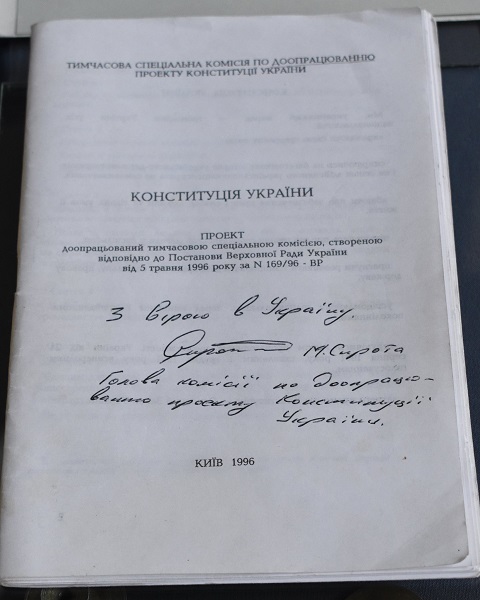 ТИМЧАСОВА СПЕЦІАЛЬНА КОМІСІЯ ПО ДООПРАЦЮВАННЮ
ПРОЕКТУ КОНСТИТУЦІЇ УКРАЇНИ
КОНСТИТУЦІЯ УКРАЇНИ
ПРОЕКТ
доопрацьований тимчасовою спеціальною комісією, створеною
відповідно до Постанови Верховної Ради України
від 5 травня 1996 року за N 169/96 - ВР
З вірою в Україну.
М. Сирота
Голова комісії по доопрацю-
ванню проекту Конституції
України.
КИЇВ 1996